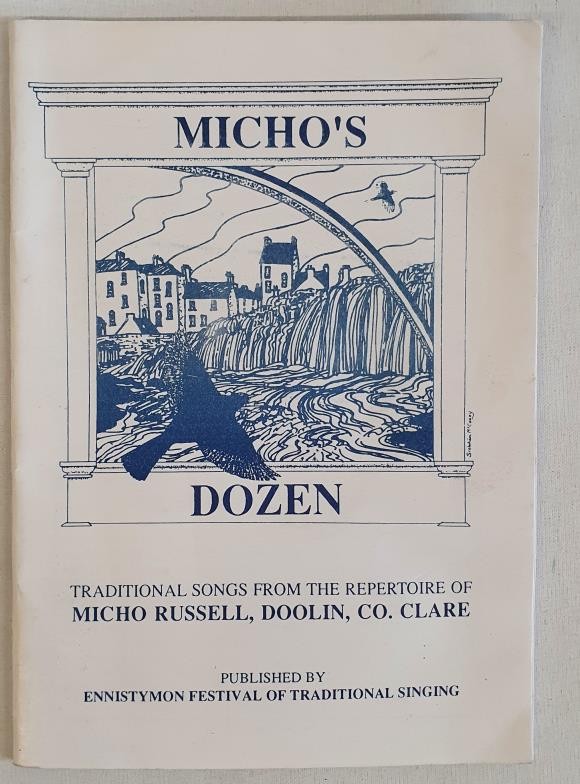 MICHO'S
DOZEN
TRADITIONAL SONGS FROM THE REPERTOIRE OF
MICHO RUSSELL, DOOLIN, CO. CLARE
PUBLISHED BY
ENNISTYMON FESTIVAL OF TRADITIONAL SINGING